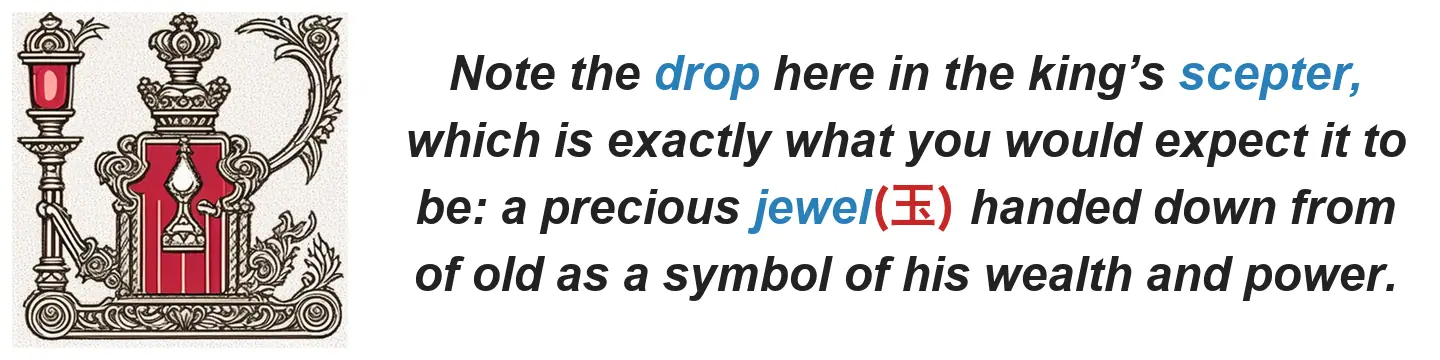 Note the drop here in the king’s scepter,
which is exactly what you would expect it to
be: a precious jewel(玉) handed down from
of old as a symbol of his wealth and power.